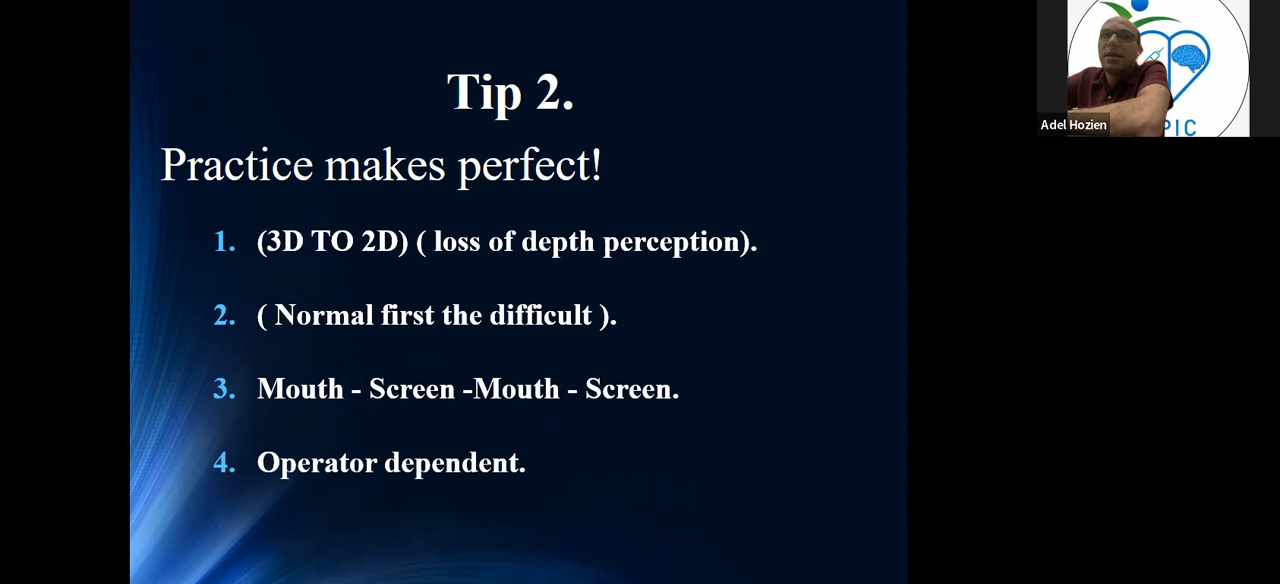 Tip 2.
Practice makes perfect!
1. (3D TO 2D) ( loss of depth perception).
2. ( Normal first the difficult ).
3. Mouth - Screen -Mouth - Screen.
4. Operator dependent.
Adel Hozien
PIC